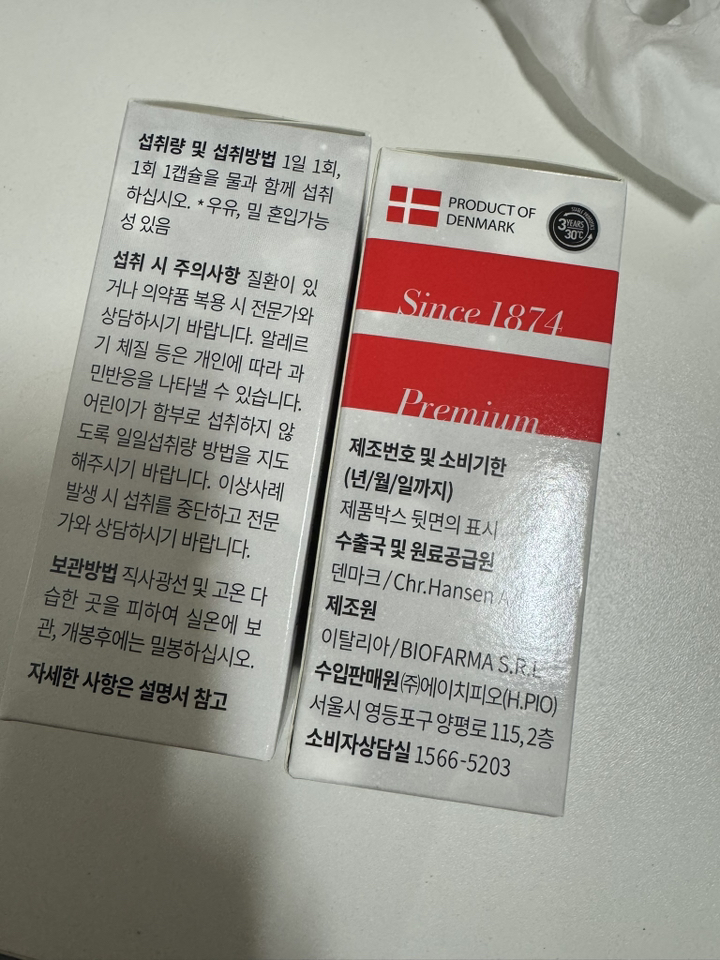 섭취량 및 섭취방법 1일 1회,
1회 1캡슐을 물과 함께 섭취
하십시오. *우유, 밀 혼입가능
성 있음
섭취 시 주의사항 질환이 있
거나 의약품 복용 시 전문가와
상담하시기 바랍니다. 알레르
기 체질 등은 개인에 따라 과
민반응을 나타낼 수 있습니다.
어린이가 함부로 섭취하지 않
도록 일일섭취량 방법을 지도
해주시기 바랍니다. 이상사례
발생 시 섭취를 중단하고 전문
가와 상담하시기 바랍니다.
보관방법 직사광선 및 고온 다
습한 곳을 피하여 실온에 보
관, 개봉후에는 밀봉하십시오.
자세한 사항은 설명서 참고
PRODUCT OF
DENMARK
3 YEARS
30℃
Since 1874
Premium
제조번호 및 소비기한
(년/월/일까지)
제품박스 뒷면의 표시
수출국 및 원료공급원
덴마크/Chr.Hansen A
제조원
이탈리아/BIOFARMA S.R.L
수입판매원 ㈜에이치피오(H.PIO)
서울시 영등포구 양평로 115, 2층
소비자상담실 1566-5203